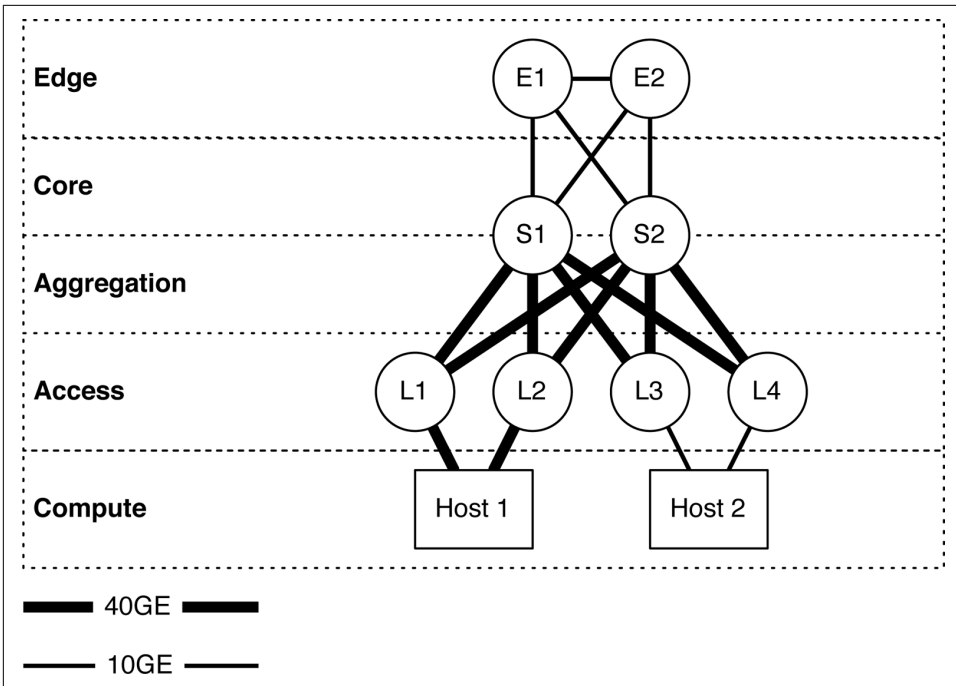 Edge
E1 E2
Core
S1 S2
Aggregation
Access
L1 L2 L3 L4
Compute
Host 1 Host 2
40GE
10GE